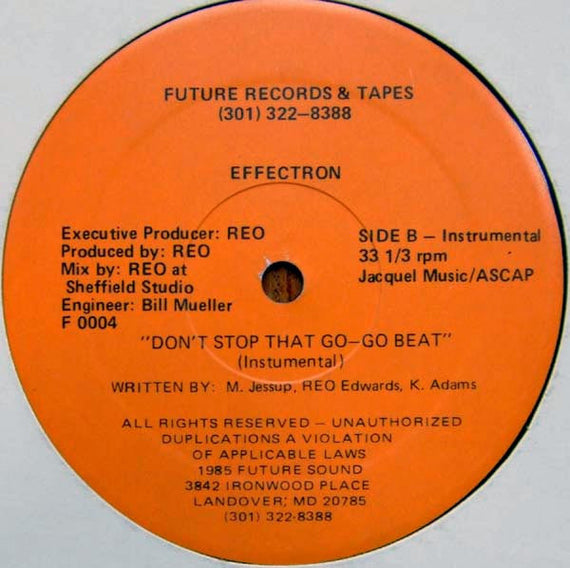 FUTURE RECORDS & TAPES
(301) 322-8388
EFFECTRON
Executive Producer: REO
Produced by: REO
Mix by: REO at
Sheffield Studio
Engineer: Bill Mueller
F 0004
SIDE B – Instrumental
33 1/3 rpm
Jacquel Music/ASCAP
"DON'T STOP THAT GO-GO BEAT"
(Instumental)
WRITTEN BY: M. Jessup, REO Edwards, K. Adams
ALL RIGHTS RESERVED – UNAUTHORIZED
DUPLICATIONS A VIOLATION
OF APPLICABLE LAWS
1985 FUTURE SOUND
3842 IRONWOOD PLACE
LANDOVER, MD 20785
(301) 322-8388